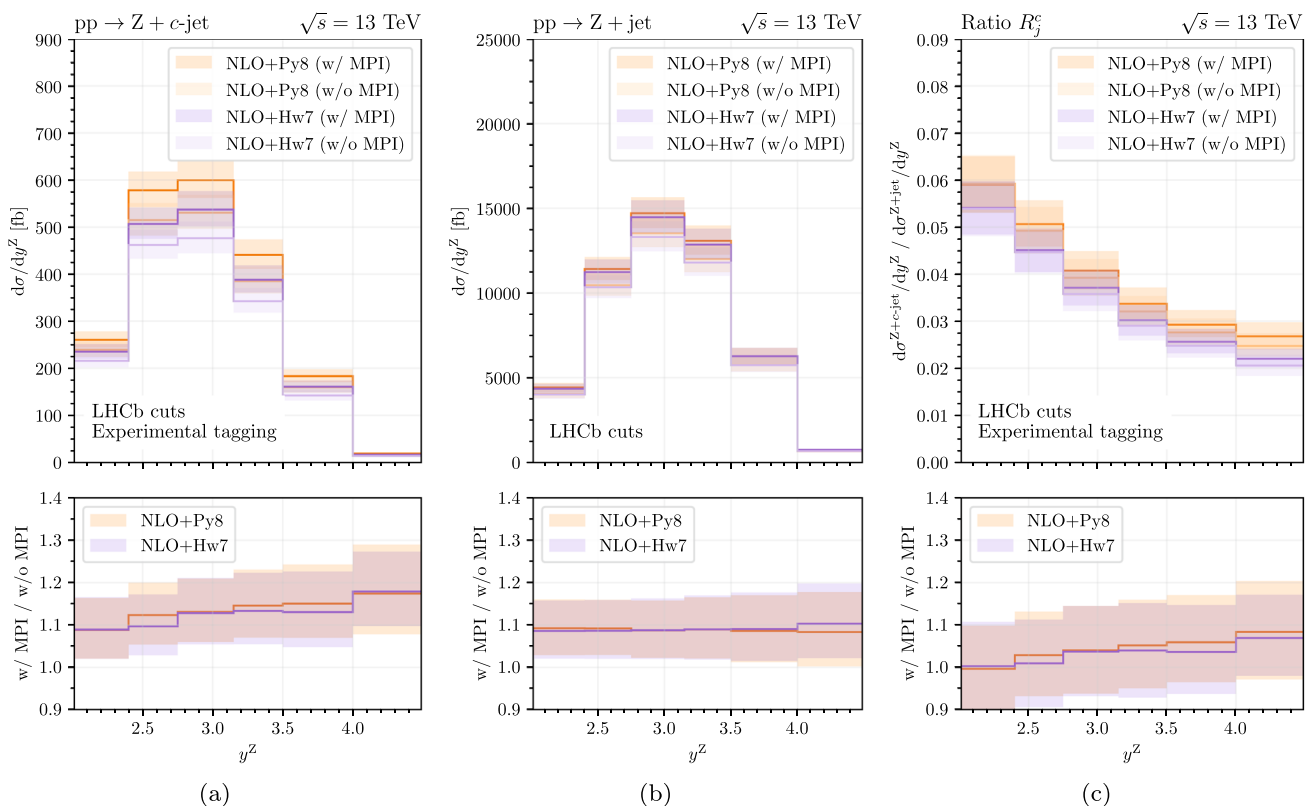 pp → Z + c-jet √s = 13 TeV
900
800
700
600
500
400
300
200
100
0
dσ/dy^Z [fb]
NLO+Py8 (w/ MPI)
NLO+Py8 (w/o MPI)
NLO+Hw7 (w/ MPI)
NLO+Hw7 (w/o MPI)
LHCb cuts
Experimental tagging
1.4
1.3
1.2
1.1
1.0
0.9
w/ MPI / w/o MPI
NLO+Py8
NLO+Hw7
2.5 3.0 3.5 4.0
y^Z
(a)
pp → Z + jet √s = 13 TeV
25000
20000
15000
10000
5000
0
dσ/dy^Z [fb]
NLO+Py8 (w/ MPI)
NLO+Py8 (w/o MPI)
NLO+Hw7 (w/ MPI)
NLO+Hw7 (w/o MPI)
LHCb cuts
1.4
1.3
1.2
1.1
1.0
0.9
w/ MPI / w/o MPI
NLO+Py8
NLO+Hw7
2.5 3.0 3.5 4.0
y^Z
(b)
Ratio R_j^c √s = 13 TeV
0.09
0.08
0.07
0.06
0.05
0.04
0.03
0.02
0.01
0.00
dσ^{Z+c-jet}/dy^Z / dσ^{Z+jet}/dy^Z
NLO+Py8 (w/ MPI)
NLO+Py8 (w/o MPI)
NLO+Hw7 (w/ MPI)
NLO+Hw7 (w/o MPI)
LHCb cuts
Experimental tagging
1.4
1.3
1.2
1.1
1.0
0.9
w/ MPI / w/o MPI
NLO+Py8
NLO+Hw7
2.5 3.0 3.5 4.0
y^Z
(c)